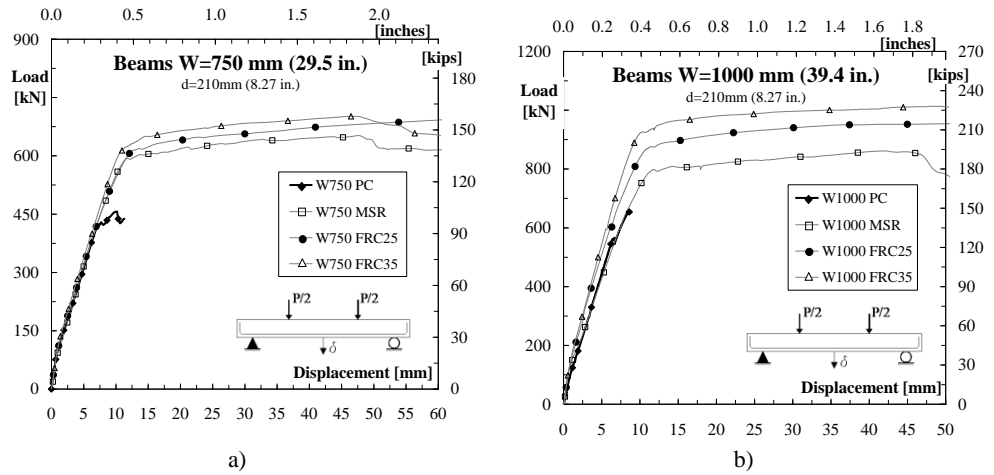 0.0 0.5 1.0 1.5 2.0
[inches]
900
750
600
450
300
150
0
Load
[kN]
Beams W=750 mm (29.5 in.)
d=210mm (8.27 in.)
[kips]
180
150
120
90
60
30
0
W750 PC
W750 MSR
W750 FRC25
W750 FRC35
P/2 P/2
δ
Displacement [mm]
0 5 10 15 20 25 30 35 40 45 50 55 60
a)
0.0 0.2 0.4 0.6 0.8 1.0 1.2 1.4 1.6 1.8
[inches]
1200
1000
800
600
400
200
0
Load
[kN]
Beams W=1000 mm (39.4 in.)
d=210mm (8.27 in.)
[kips]
270
240
210
180
150
120
90
60
30
0
W1000 PC
W1000 MSR
W1000 FRC25
W1000 FRC35
P/2 P/2
δ
Displacement [mm]
0 5 10 15 20 25 30 35 40 45 50
b)